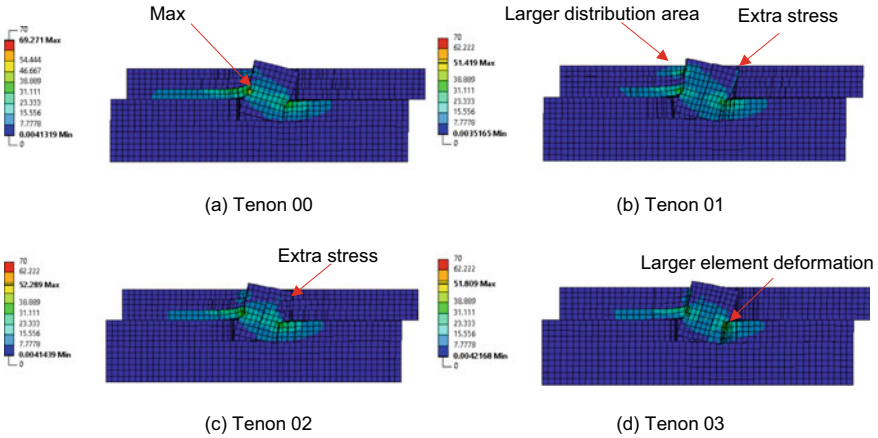 Max
70
69.271 Max
54.444
46.667
38.889
31.111
23.333
15.556
7.7778
0.0041319 Min
0
(a) Tenon 00
Larger distribution area
Extra stress
70
62.222
51.419 Max
38.889
31.111
23.333
15.556
7.7778
0.0035165 Min
0
(b) Tenon 01
Extra stress
70
62.222
52.289 Max
38.889
31.111
23.333
15.556
7.7778
0.0041439 Min
0
(c) Tenon 02
Larger element deformation
70
62.222
51.809 Max
38.889
31.111
23.333
15.556
7.7778
0.0042168 Min
0
(d) Tenon 03